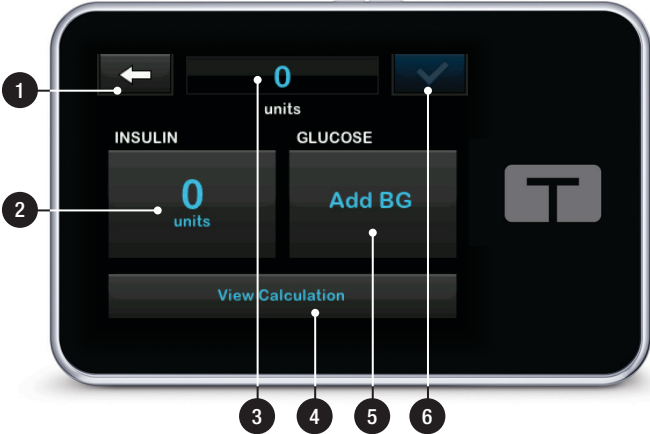 0
units
INSULIN
GLUCOSE
0
units
Add BG
View Calculation
1
2
3
4
5
6
T